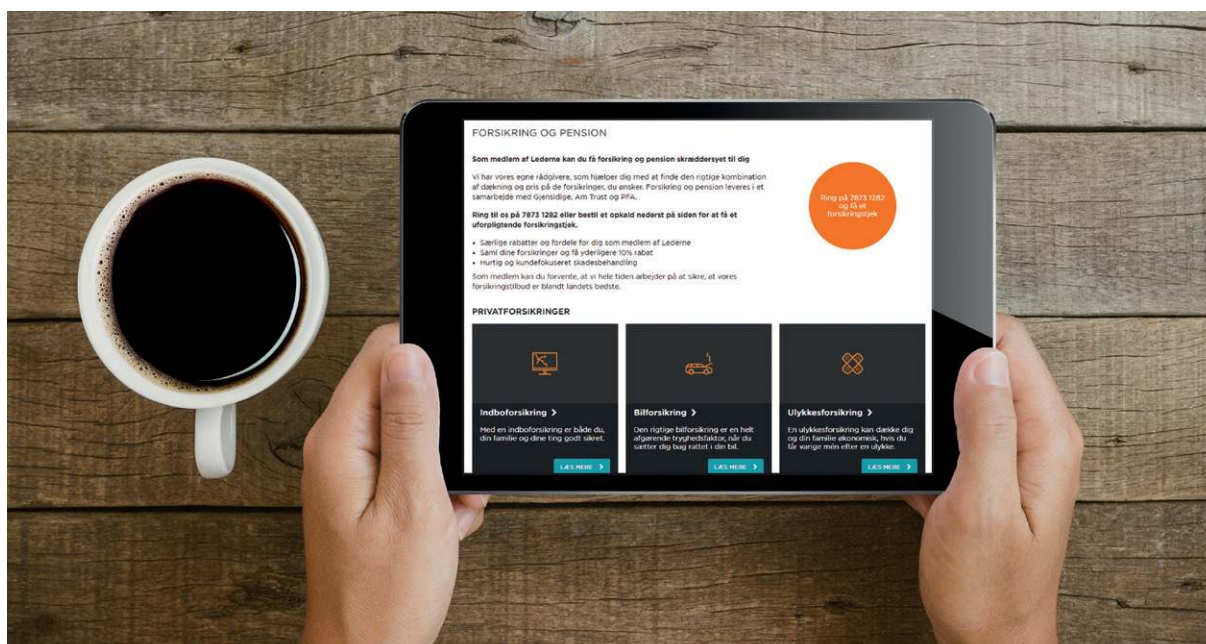 FORSIKRING OG PENSION
Som medlem af Lederne kan du få forsikring og pension skræddersyet til dig
Vi har vores egne rådgivere, som hjælper dig med at finde den rigtige kombination
af dækning og pris på de forsikringer, du ønsker. Forsikring og pension leveres i et
samarbejde med Gjensidige, Am Trust og PFA.
Ring til os på 7873 1282 eller bestil et opkald nederst på siden for at få et
uforpligtende forsikringstjek.
• Særlige rabatter og fordele for dig som medlem af Lederne
• Saml dine forsikringer og få yderligere 10% rabat
• Hurtig og kundefokuseret skadesbehandling
Som medlem kan du forvente, at vi hele tiden arbejder på at sikre, at vores
forsikringstilbud er blandt landets bedste.
Ring på 7873 1282
og få et
forsikringstjek
PRIVATFORSIKRINGER
Indboforsikring >
Med en indboforsikring er både du,
din familie og dine ting godt sikret.
LÆS MERE >
Bilforsikring >
Den rigtige bilforsikring er en helt
afgørende tryghedsfaktor, når du
sætter dig bag rattet i din bil.
LÆS MERE >
Ulykkesforsikring >
En ulykkesforsikring kan dække dig
og din familie økonomisk, hvis du
får varige mén efter en ulykke.
LÆS MERE >